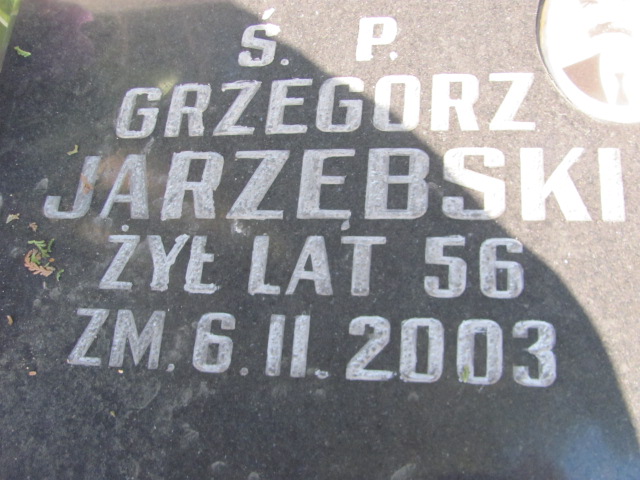 Ś. P.
GRZEGORZ
JARZĘBSKI
ŻYŁ LAT 56
ZM. 6. II. 2003